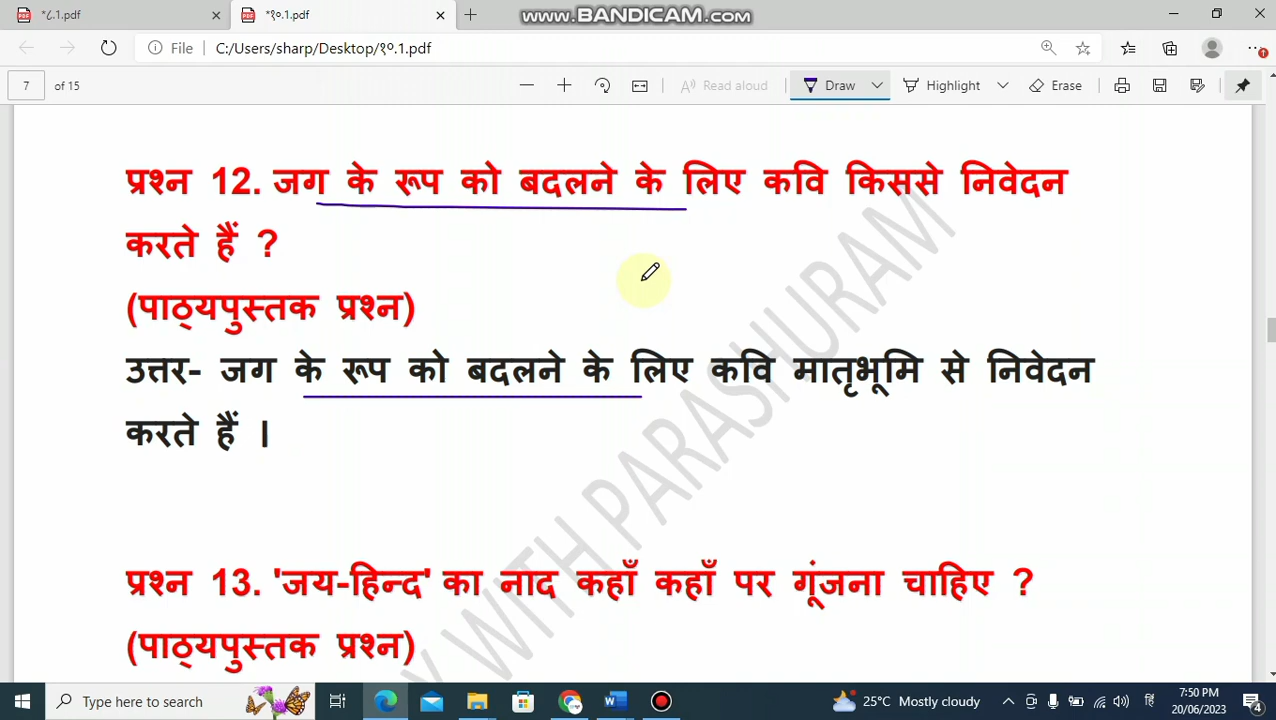 *८.1.pdf
*१०.1.pdf
www.BANDICAM.com
File C:/Users/sharp/Desktop/१०.1.pdf
7 of 15 Read aloud Draw Highlight Erase
प्रश्न 12. जग के रूप को बदलने के लिए कवि किससे निवेदन
करते हैं ?
(पाठ्यपुस्तक प्रश्न)
उत्तर- जग के रूप को बदलने के लिए कवि मातृभूमि से निवेदन
करते हैं ।
प्रश्न 13. 'जय-हिन्द' का नाद कहाँ कहाँ पर गूंजना चाहिए ?
(पाठ्यपुस्तक प्रश्न)
WITH PARASHURAM
Type here to search 25°C Mostly cloudy हि 7:50 PM
20/06/2023 4